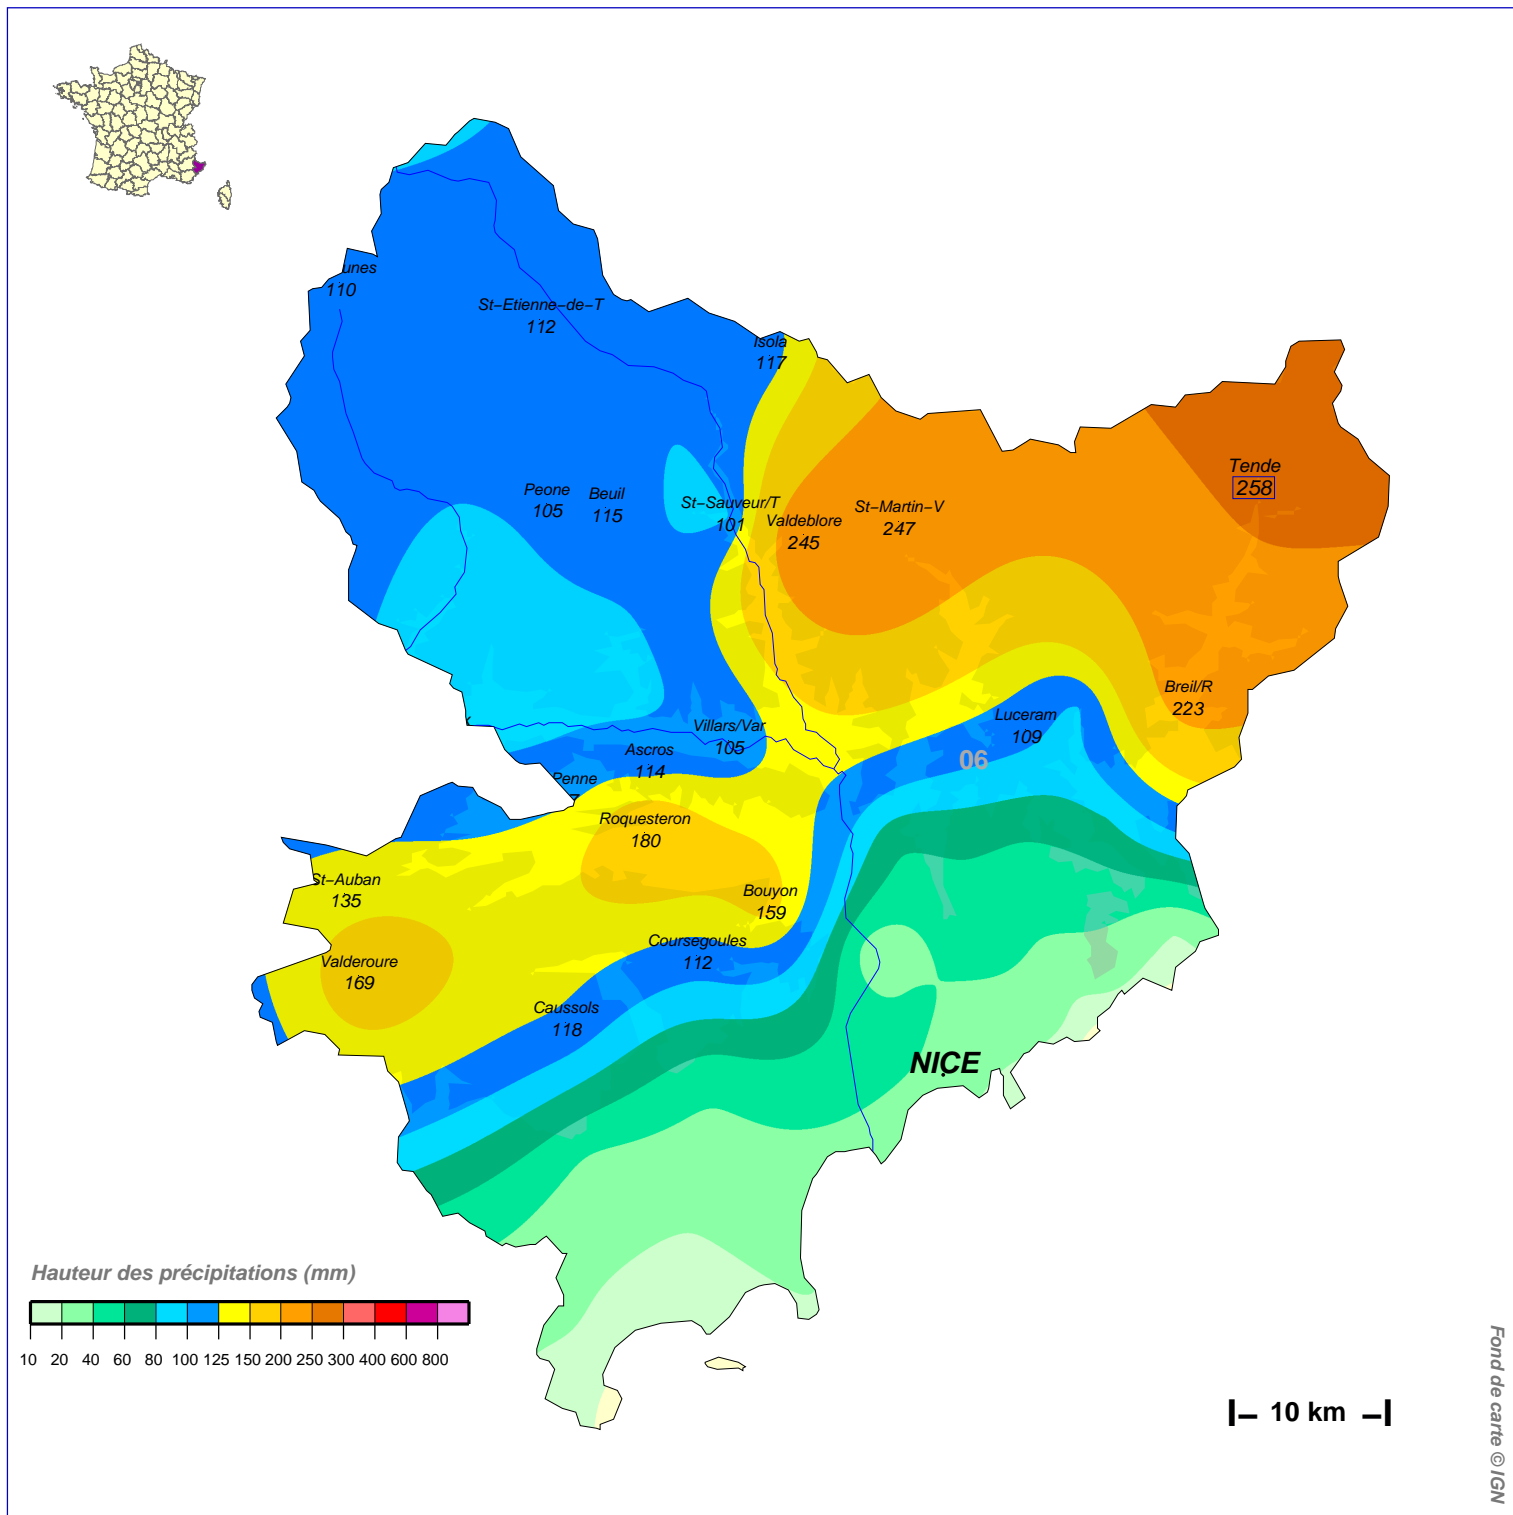 unes
110
St-Etienne-de-T
112
Isola
117
Tende
258
Peone
105
Beuil
115
St-Sauveur/T
101
Valdeblore
245
St-Martin-V
247
Breil/R
223
Luceram
109
06
Villars/Var
105
Ascros
114
Penne
Roquesteron
180
St-Auban
135
Bouyon
159
Coursegoules
112
Valderoure
169
Caussols
118
NICE
Hauteur des précipitations (mm)
10 20 40 60 80 100 125 150 200 250 300 400 600 800
10 km
Fond de carte © IGN